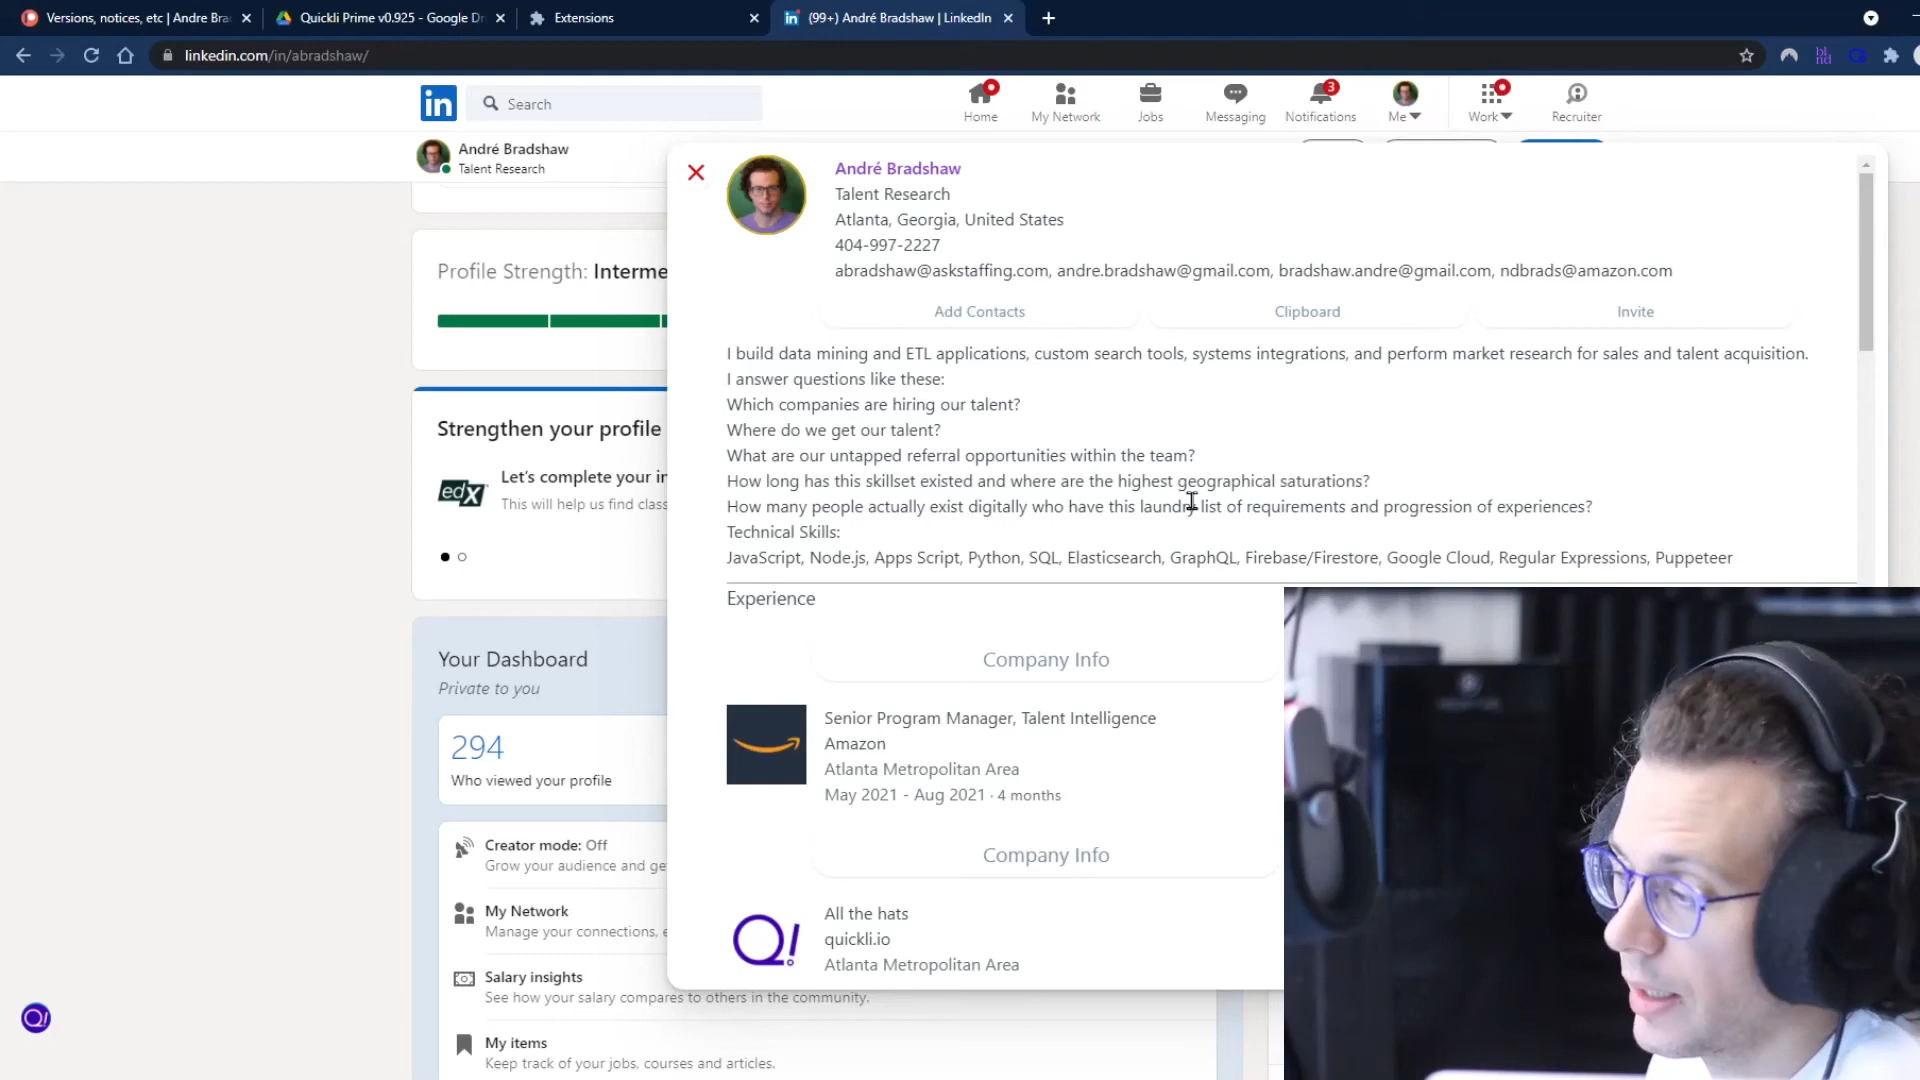 Versions, notices, etc | Andre Bra
Quickli Prime v0.925 - Google Dr
Extensions
(99+) André Bradshaw | LinkedIn
linkedin.com/in/abradshaw/
in
Search
Home
My Network
Jobs
Messaging
3
Notifications
Me
Work
Recruiter
André Bradshaw
Talent Research
Profile Strength: Interme
Strengthen your profile
edX
Let's complete your in
This will help us find class
Your Dashboard
Private to you
294
Who viewed your profile
Creator mode: Off
Grow your audience and ge
My Network
Manage your connections, e
Salary insights
See how your salary compares to others in the community.
My items
Keep track of your jobs, courses and articles.
Q!
André Bradshaw
Talent Research
Atlanta, Georgia, United States
404-997-2227
abradshaw@askstaffing.com, andre.bradshaw@gmail.com, bradshaw.andre@gmail.com, ndbrads@amazon.com
Add Contacts
Clipboard
Invite
I build data mining and ETL applications, custom search tools, systems integrations, and perform market research for sales and talent acquisition.
I answer questions like these:
Which companies are hiring our talent?
Where do we get our talent?
What are our untapped referral opportunities within the team?
How long has this skillset existed and where are the highest geographical saturations?
How many people actually exist digitally who have this laundry list of requirements and progression of experiences?
Technical Skills:
JavaScript, Node.js, Apps Script, Python, SQL, Elasticsearch, GraphQL, Firebase/Firestore, Google Cloud, Regular Expressions, Puppeteer
Experience
Company Info
Senior Program Manager, Talent Intelligence
Amazon
Atlanta Metropolitan Area
May 2021 - Aug 2021 · 4 months
Company Info
Q!
All the hats
quickli.io
Atlanta Metropolitan Area